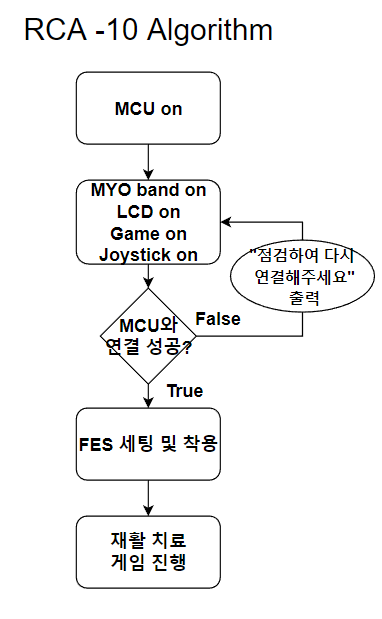 RCA -10 Algorithm
MCU on
MYO band on
LCD on
Game on
Joystick on
"점검하여 다시
연결해주세요"
출력
MCU와
연결 성공?
False
True
FES 세팅 및 착용
재활 치료
게임 진행